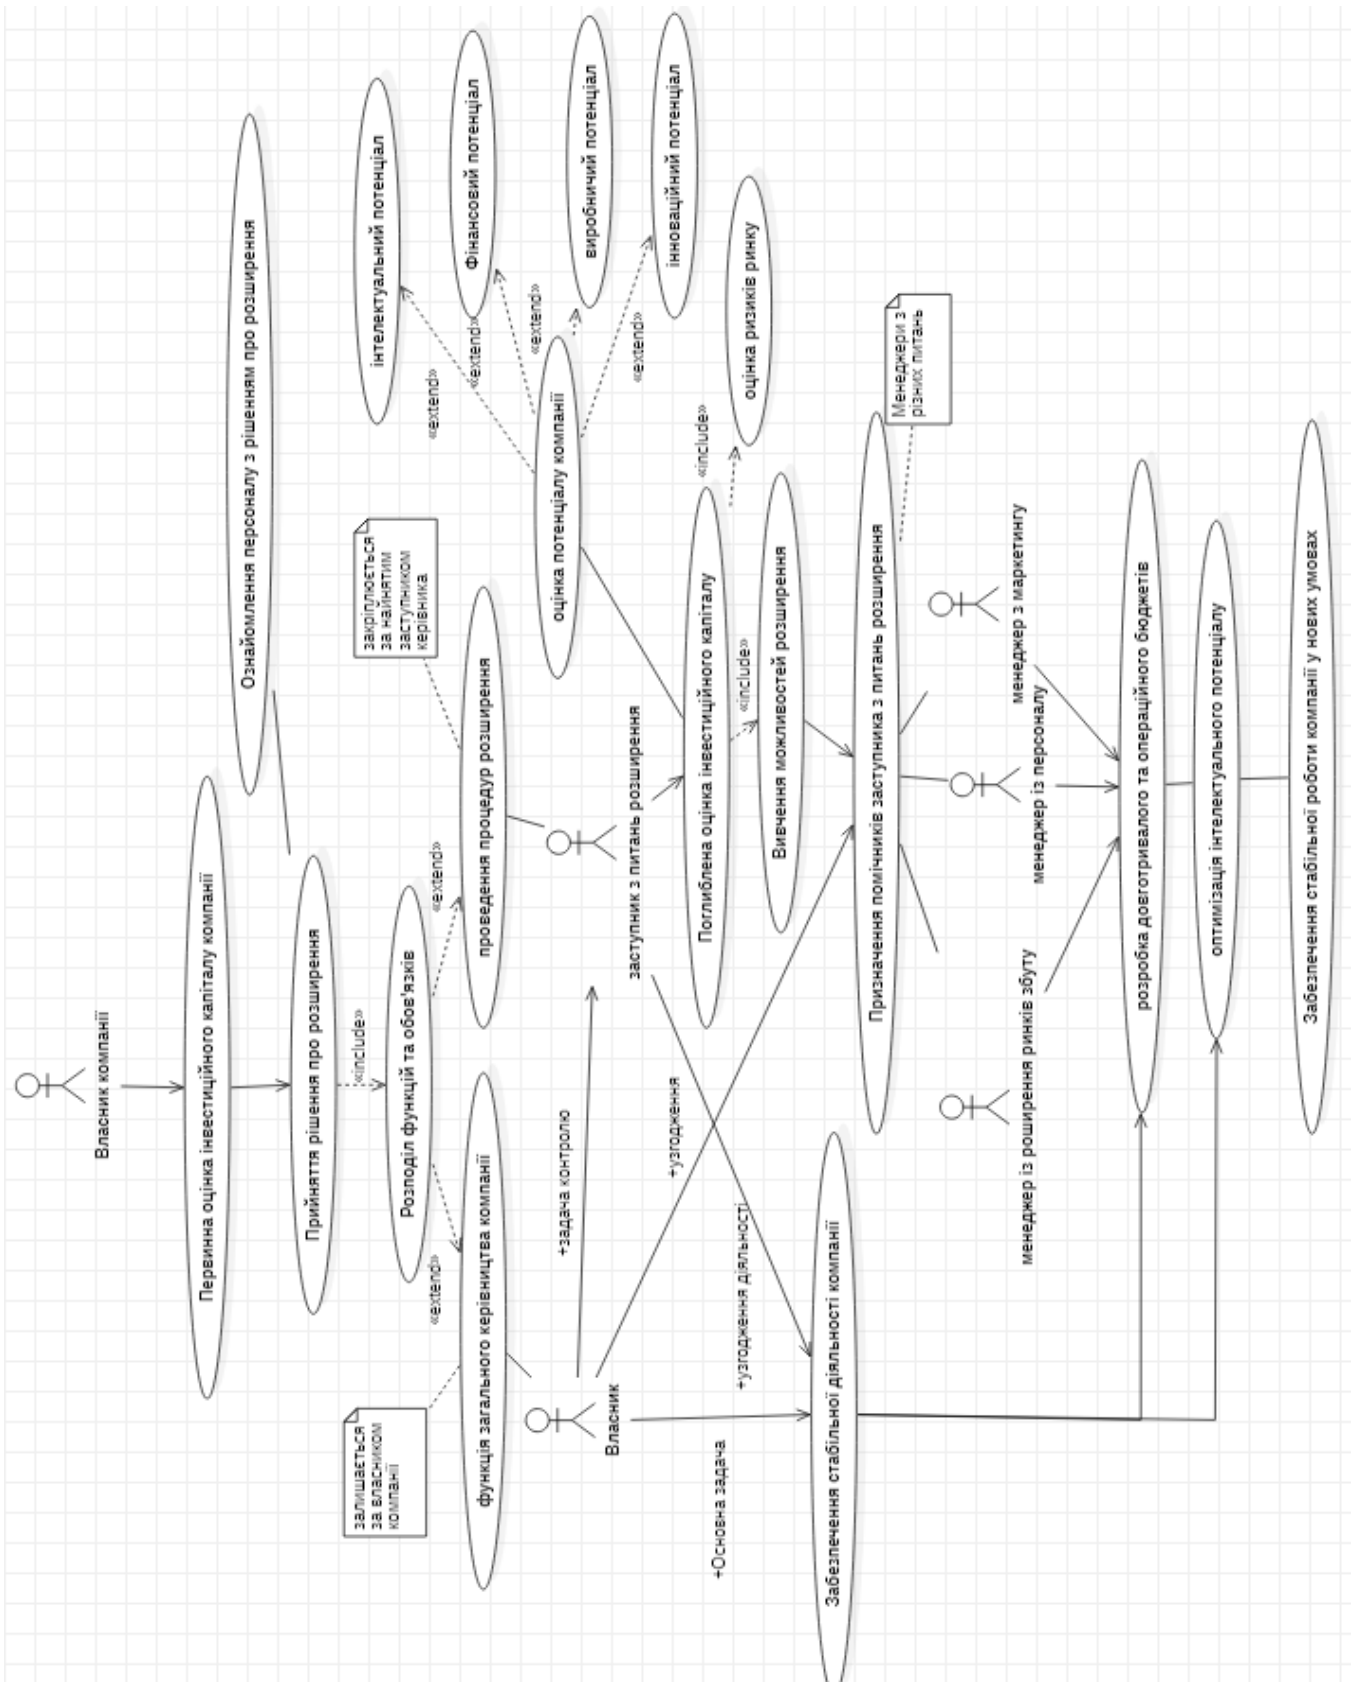 Власник компанії
Первинна оцінка інвестиційного капіталу компанії
Ознайомлення персоналу з рішенням про розширення
Прийняття рішення про розширення
«include»
залишається
за власником
компанії
закріплюється
за найнятим
заступником
керівника
інтелектуальний потенціал
Розподіл функцій та обов'язків
«extend»
«extend»
«extend»
функція загального керівництва компанії
проведення процедур розширення
«extend»
Фінансовий потенціал
«extend»
+задача контролю
оцінка потенціалу компанії
виробничий потенціал
Власник
заступник з питань розширення
«extend»
+узгодження
інноваційний потенціал
Поглиблена оцінка інвестиційного капіталу
«include»
+Основна задача
+узгодження діяльності
«include»
оцінка ризиків ринку
Вивчення можливостей розширення
Забезпечення стабільної діяльності компанії
Призначення помічників заступника з питань розширення
Менеджери з
різних питань
менеджер із роширення ринків збуту
менеджер із персоналу
менеджер з маркетингу
розробка довготривалого та операційного бюджетів
оптимізація інтелектуального потенціалу
Забезпечення стабільної роботи компанії у нових умовах